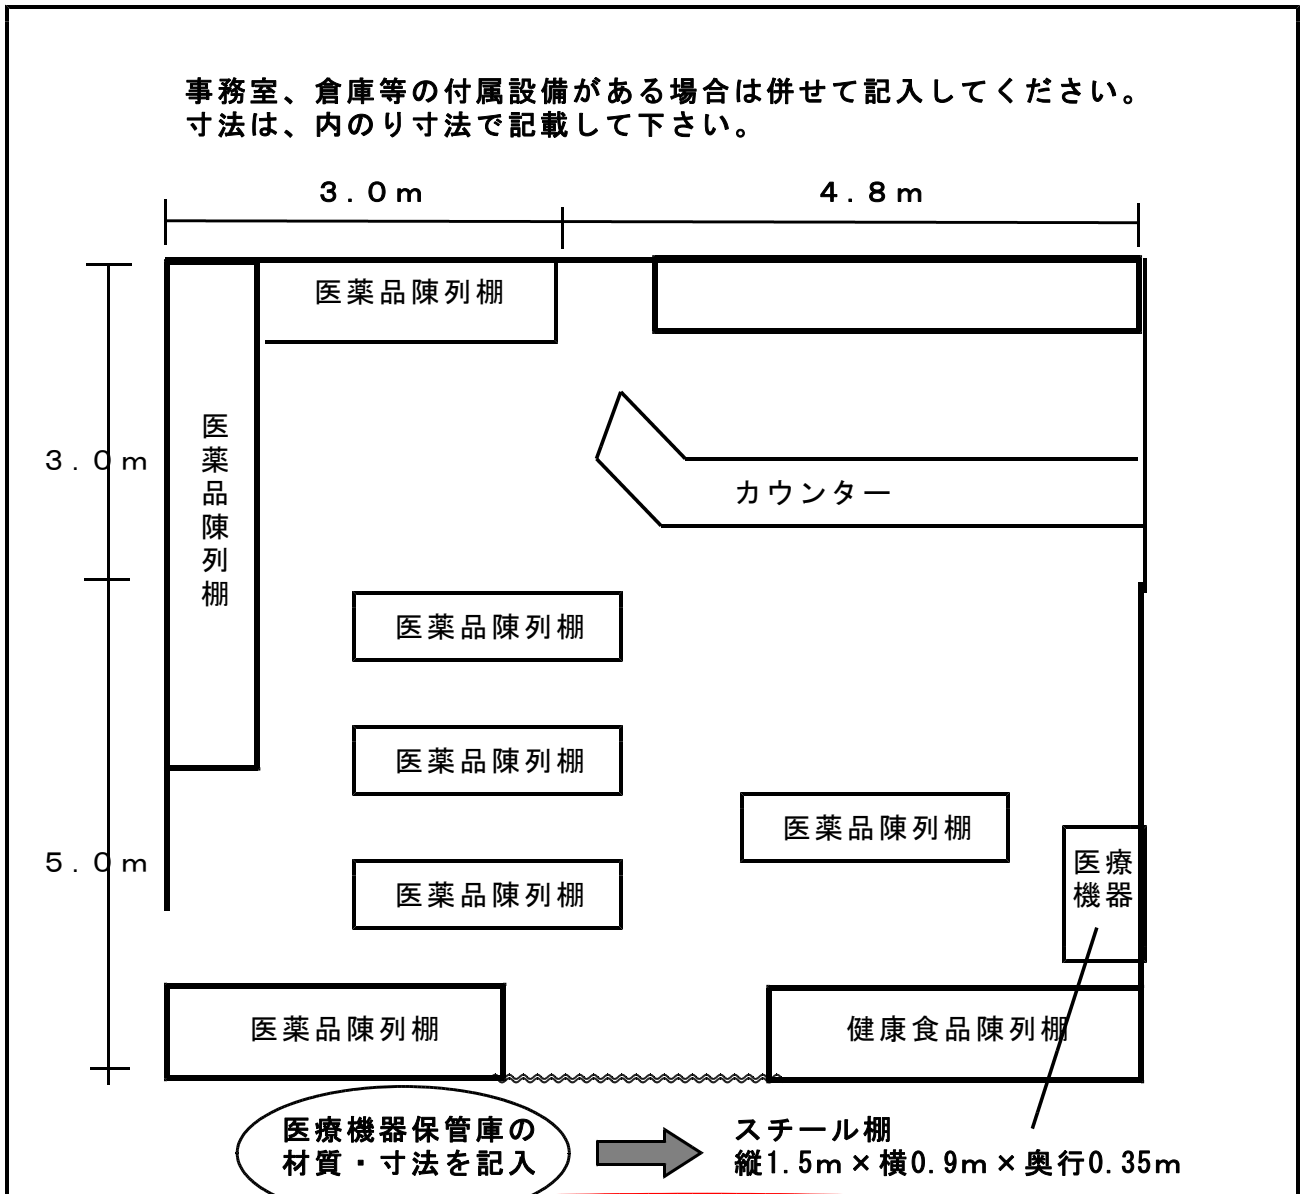 事務室、倉庫等の付属設備がある場合は併せて記入してください。
寸法は、内のり寸法で記載して下さい。
３．０ｍ
４．８ｍ
医薬品陳列棚
医薬品陳列棚
３．０ｍ
カウンター
医薬品陳列棚
医薬品陳列棚
医薬品陳列棚
５．０ｍ
医薬品陳列棚
医療
機器
医薬品陳列棚
健康食品陳列棚
医療機器保管庫の
材質・寸法を記入
スチール棚
縦1.5m×横0.9m×奥行0.35m